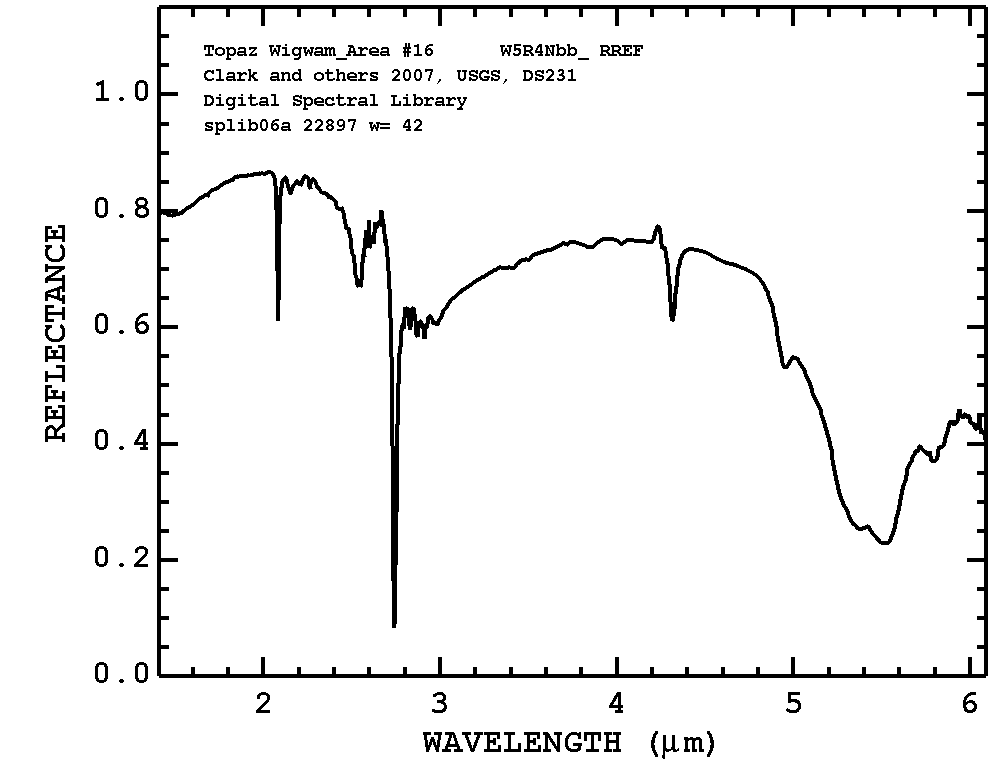 Topaz Wigwam_Area #16 W5R4Nbb_ RREF
Clark and others 2007, USGS, DS231
Digital Spectral Library
splib06a 22897 w= 42
1.0
0.8
0.6
0.4
0.2
0.0
REFLECTANCE
2 3 4 5 6
WAVELENGTH (μm)